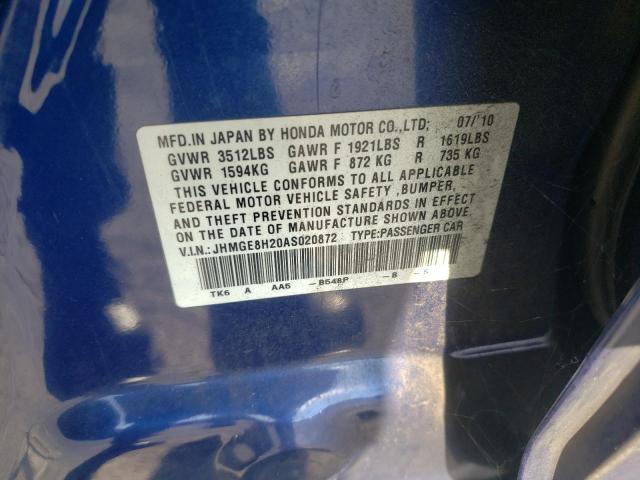 MFD.IN JAPAN BY HONDA MOTOR CO.,LTD; 07/'10
GVWR 3512LBS GAWR F 1921LBS R 1619LBS
GVWR 1594KG GAWR F 872 KG R 735 KG
THIS VEHICLE CONFORMS TO ALL APPLICABLE
FEDERAL MOTOR VEHICLE SAFETY ,BUMPER,
AND THEFT PREVENTION STANDARDS IN EFFECT
ON THE DATE OF MANUFACTURE SHOWN ABOVE.
V.I.N.: JHMGE8H20AS020872 TYPE:PASSENGER CAR
TK6 A AA5 -B548P -B -5